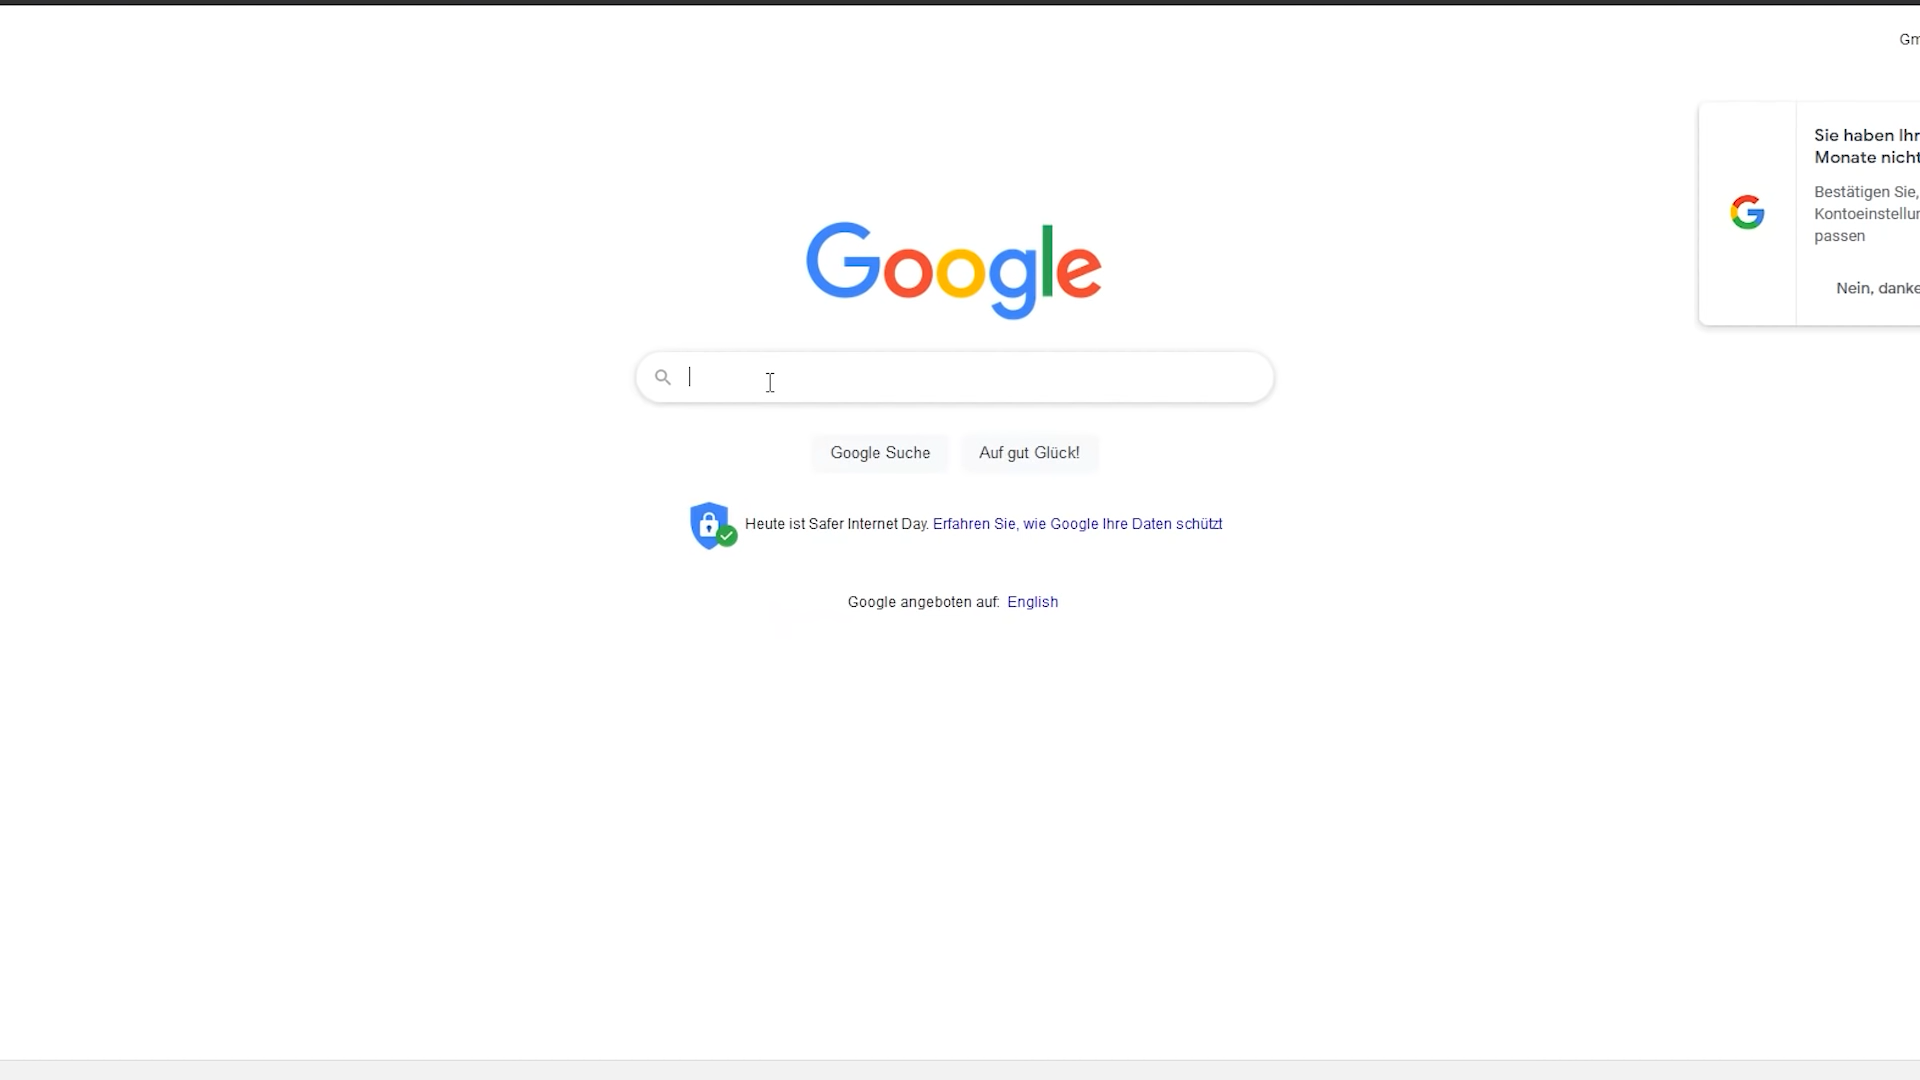 Gm
Sie haben Ihr
Monate nicht
Bestätigen Sie,
Kontoeinstellun
passen
Nein, danke
Google
Google Suche Auf gut Glück!
Heute ist Safer Internet Day. Erfahren Sie, wie Google Ihre Daten schützt
Google angeboten auf: English